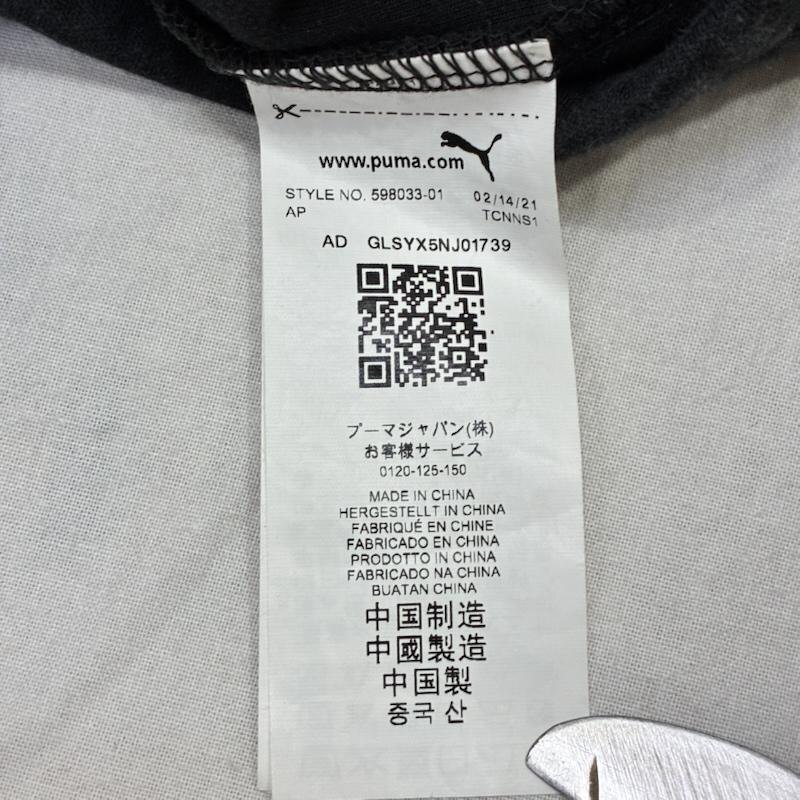 www.puma.com
STYLE NO. 598033-01 02/14/21
AP TCNNS1
AD GLSYX5NJ01739
プーマジャパン(株)
お客様サービス
0120-125-150
MADE IN CHINA
HERGESTELLT IN CHINA
FABRIQUÉ EN CHINE
FABRICADO EN CHINA
PRODOTTO IN CHINA
FABRICADO NA CHINA
BUATAN CHINA
中国制造
中國製造
中国製
중국 산